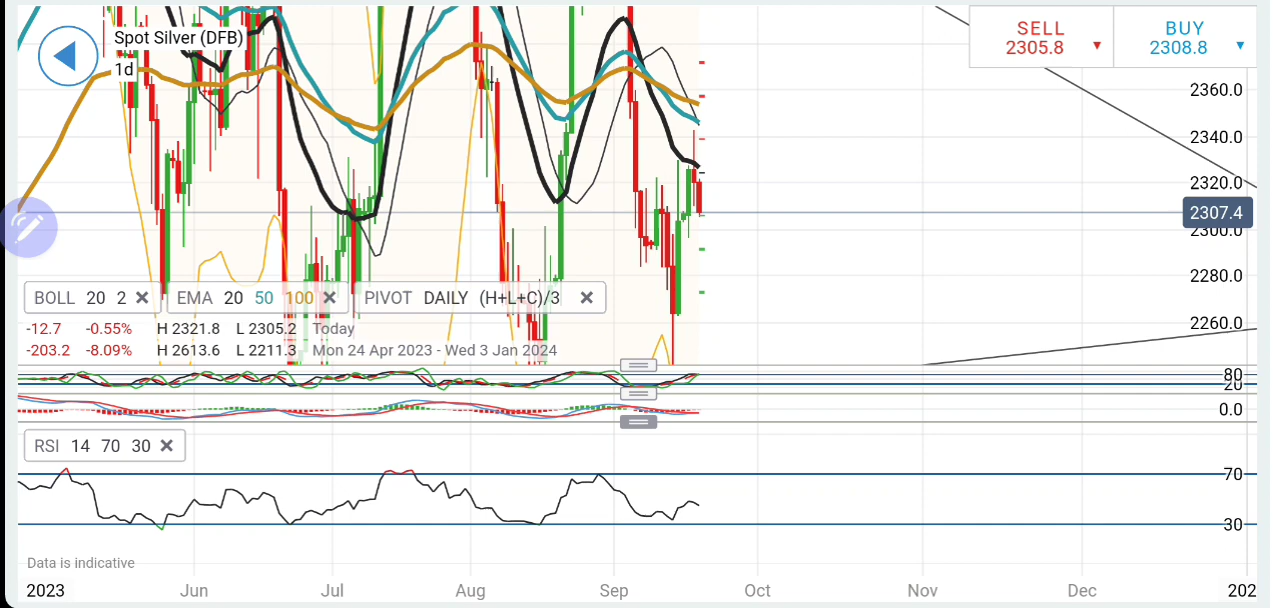 Spot Silver (DFB)
1d
SELL
2305.8
BUY
2308.8
2360.0
2340.0
2320.0
2307.4
2300.0
2280.0
2260.0
BOLL 20 2
EMA 20 50 100
PIVOT DAILY (H+L+C)/3
-12.7 -0.55% H 2321.8 L 2305.2 Today
-203.2 -8.09% H 2613.6 L 2211.3 Mon 24 Apr 2023 - Wed 3 Jan 2024
80
20
0.0
RSI 14 70 30
70
30
Data is indicative
2023 Jun Jul Aug Sep Oct Nov Dec 202